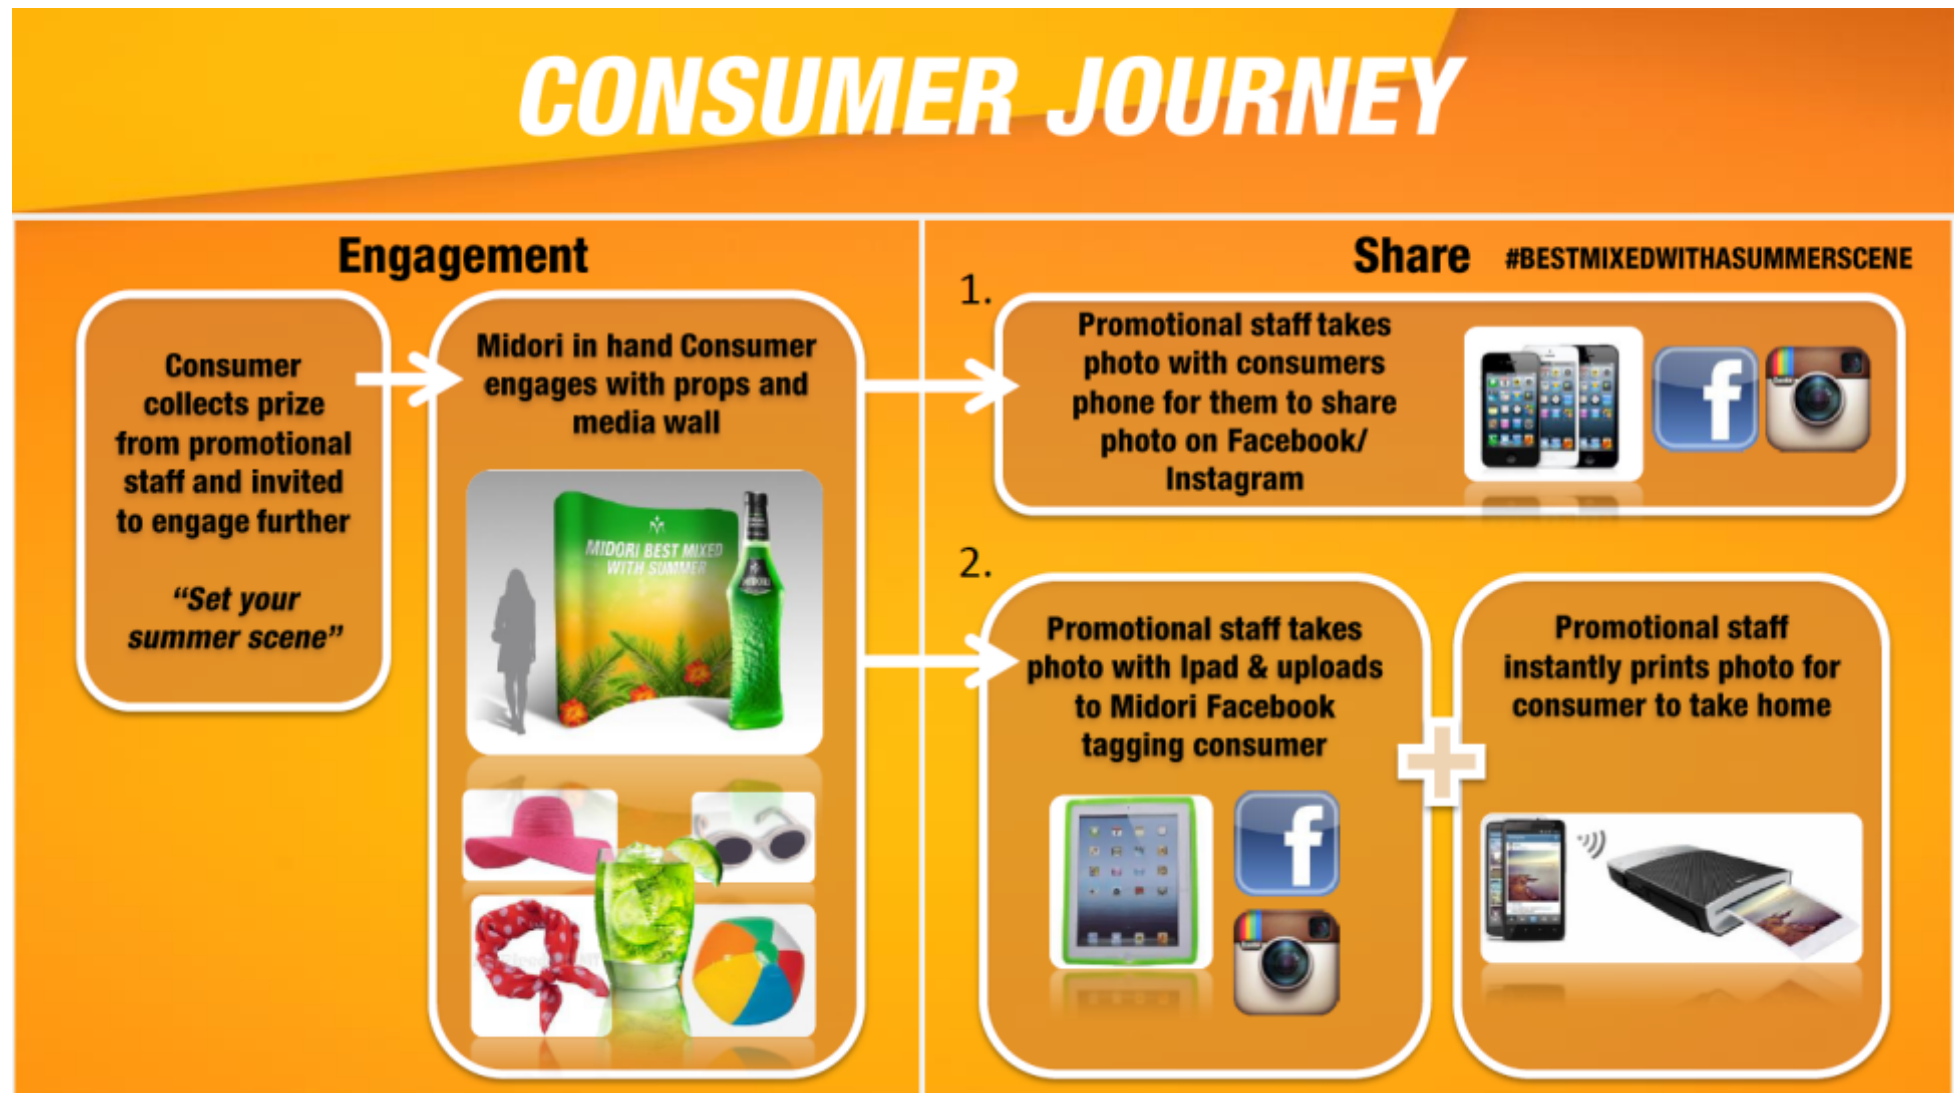 CONSUMER JOURNEY
Engagement
Consumer
collects prize
from promotional
staff and invited
to engage further
“Set your
summer scene”
Midori in hand Consumer
engages with props and
media wall
MIDORI BEST MIXED
WITH SUMMER
MIDORI
Share #BESTMIXEDWITHASUMMERSCENE
1.
Promotional staff takes
photo with consumers
phone for them to share
photo on Facebook/
Instagram
f
2.
Promotional staff takes
photo with Ipad & uploads
to Midori Facebook
tagging consumer
f
Promotional staff
instantly prints photo for
consumer to take home